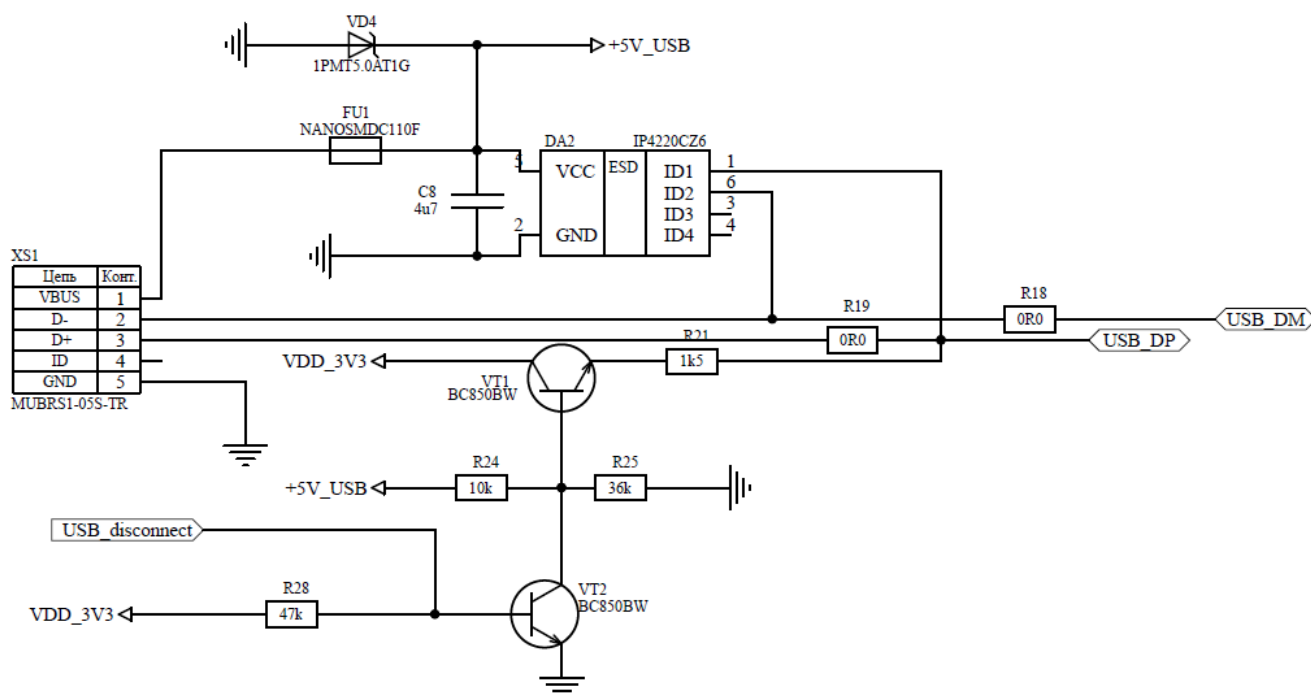 VD4
1PMT5.0AT1G
+5V_USB
FU1
NANOSMDC110F
DA2
IP4220CZ6
5
VCC
ESD
ID1
1
ID2
6
ID3
3
ID4
4
2
GND
C8
4u7
XS1
Цепь
Конт.
VBUS
1
D-
2
D+
3
ID
4
GND
5
MUBRS1-05S-TR
R18
0R0
USB_DM
R19
0R0
USB_DP
R21
1k5
VDD_3V3
VT1
BC850BW
R24
10k
R25
36k
+5V_USB
USB_disconnect
R28
47k
VDD_3V3
VT2
BC850BW